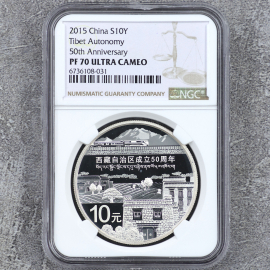 2015 China S10Y
Tibet Autonomy
50th Anniversary
PF 70 ULTRA CAMEO
6736108-031
NUMISMATIC GUARANTY COMPANY
NGC
西藏自治区成立50周年
10元